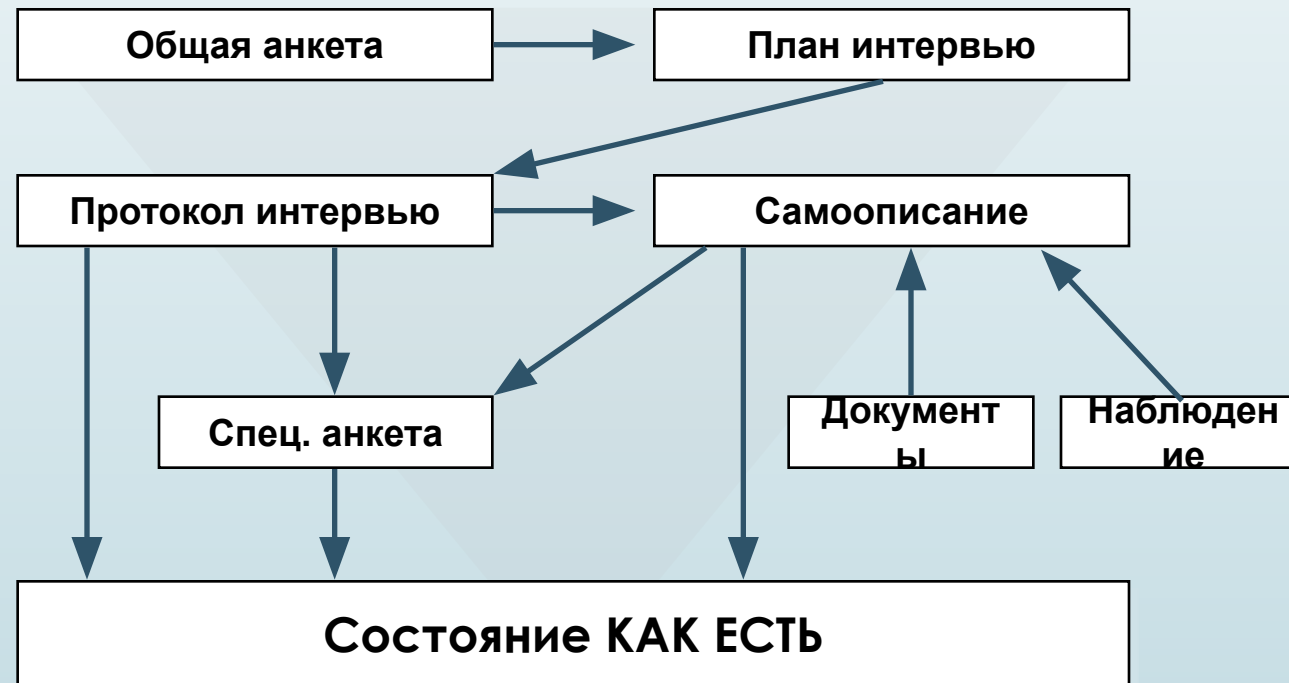 Общая анкета
План интервью
Протокол интервью
Самоописание
Спец. анкета
Документ
ы
Наблюден
ие
Состояние КАК ЕСТЬ